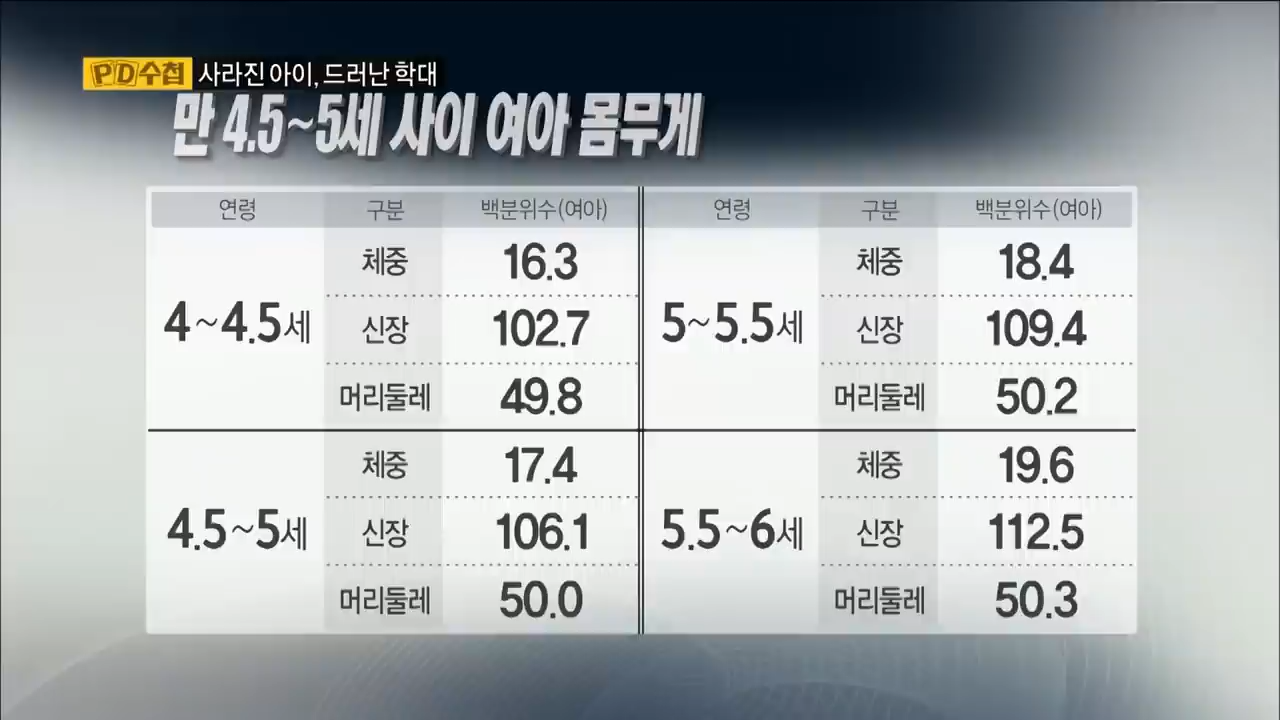 PD수첩 사라진 아이, 드러난 학대
만 4.5~5세 사이 여아 몸무게
연령 구분 백분위수(여아) 연령 구분 백분위수(여아)
4~4.5세
체중 16.3
신장 102.7
머리둘레 49.8
5~5.5세
체중 18.4
신장 109.4
머리둘레 50.2
4.5~5세
체중 17.4
신장 106.1
머리둘레 50.0
5.5~6세
체중 19.6
신장 112.5
머리둘레 50.3